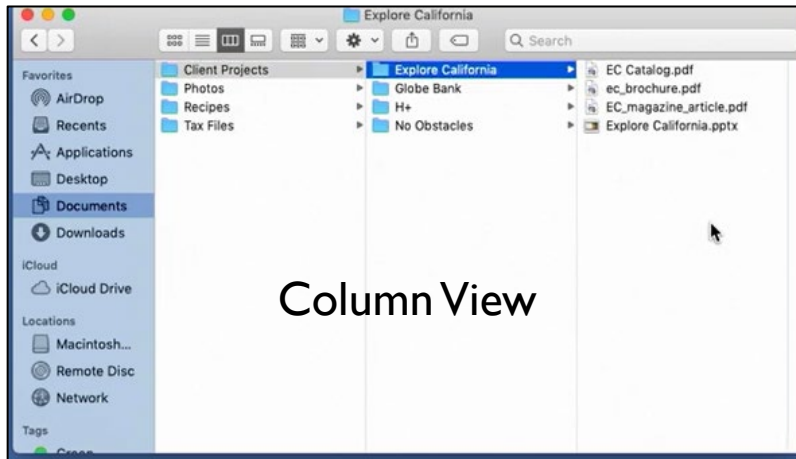 Explore California
Search
Favorites
AirDrop
Recents
Applications
Desktop
Documents
Downloads
iCloud
iCloud Drive
Locations
Macintosh...
Remote Disc
Network
Tags
Green
Client Projects
Photos
Recipes
Tax Files
Explore California
Globe Bank
H+
No Obstacles
EC Catalog.pdf
ec_brochure.pdf
EC_magazine_article.pdf
Explore California.pptx
Column View